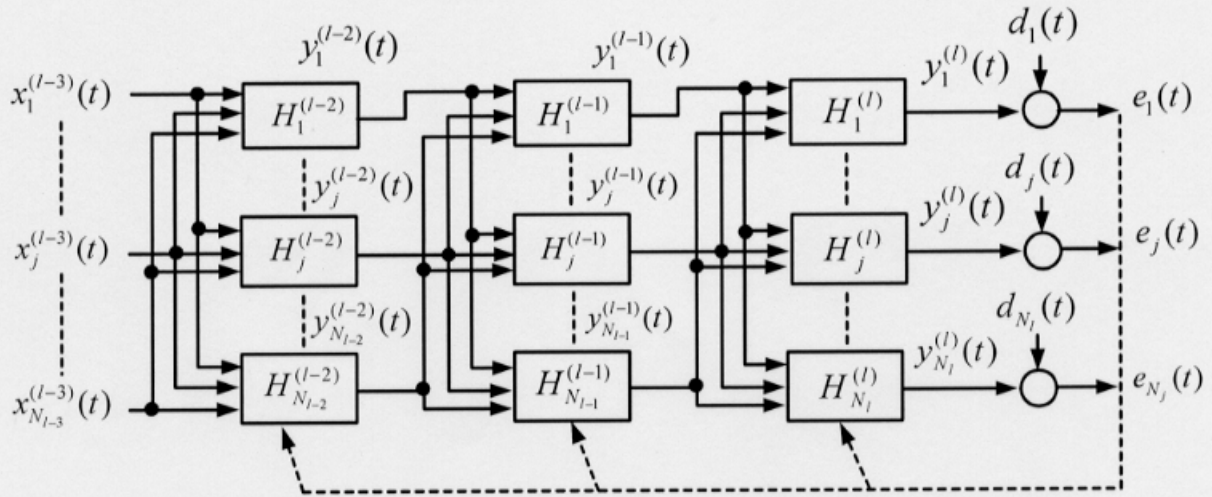 y_1^{(l-2)}(t) y_1^{(l-1)}(t) d_1(t)
x_1^{(l-3)}(t) H_1^{(l-2)} H_1^{(l-1)} H_1^{(l)} y_1^{(l)}(t) e_1(t)
y_j^{(l-2)}(t) y_j^{(l-1)}(t) d_j(t)
x_j^{(l-3)}(t) H_j^{(l-2)} H_j^{(l-1)} H_j^{(l)} y_j^{(l)}(t) e_j(t)
y_{N_{l-2}}^{(l-2)}(t) y_{N_{l-1}}^{(l-1)}(t) d_{N_l}(t)
x_{N_{l-3}}^{(l-3)}(t) H_{N_{l-2}}^{(l-2)} H_{N_{l-1}}^{(l-1)} H_{N_l}^{(l)} y_{N_l}^{(l)}(t) e_{N_j}(t)